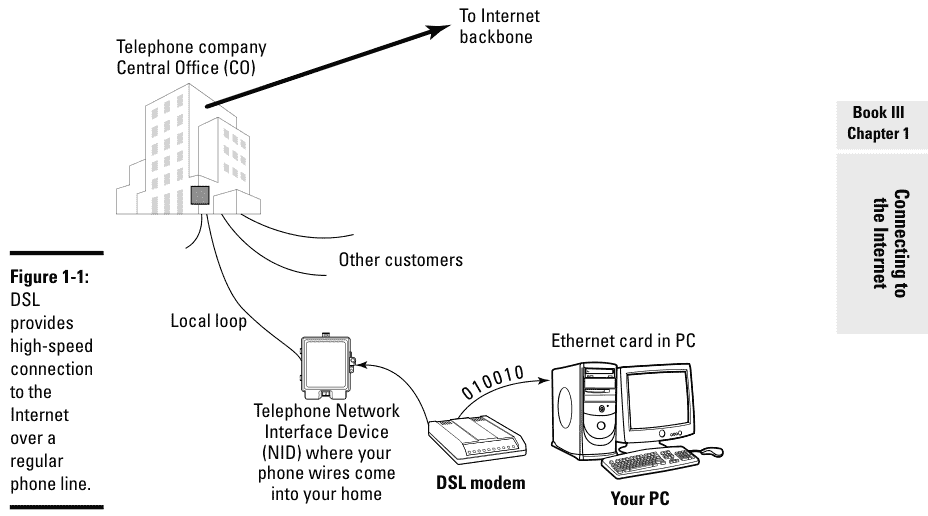 To Internet
backbone
Telephone company
Central Office (CO)
Book III
Chapter 1
Connecting to
the Internet
Other customers
Figure 1-1:
DSL
provides
high-speed
connection
to the
Internet
over a
regular
phone line.
Local loop
Ethernet card in PC
010010
Telephone Network
Interface Device
(NID) where your
phone wires come
into your home
DSL modem
Your PC